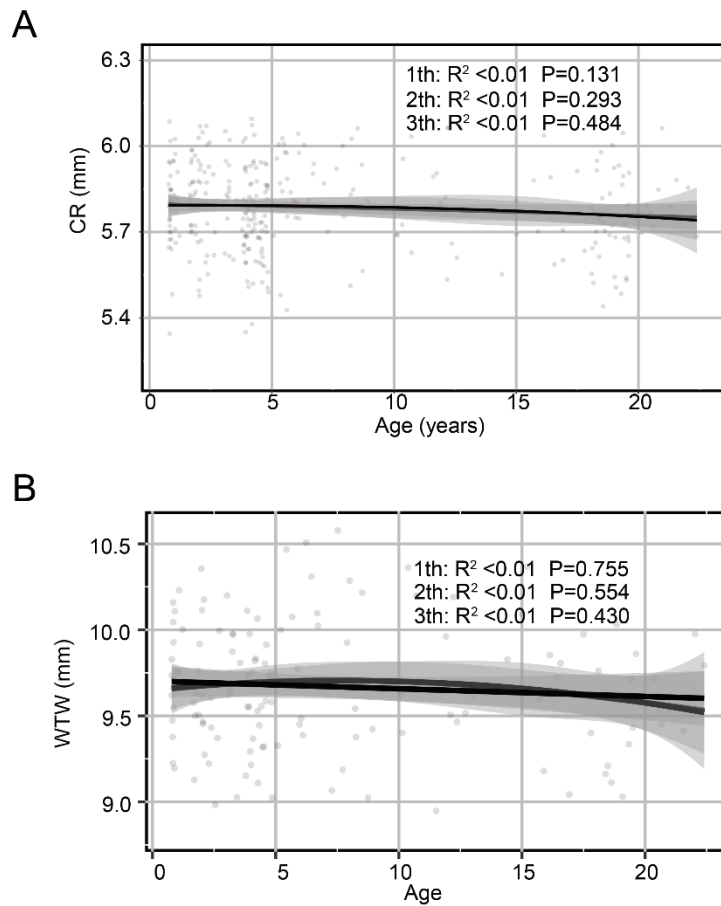 A
6.3
1th: R² <0.01 P=0.131
2th: R² <0.01 P=0.293
3th: R² <0.01 P=0.484
6.0
CR (mm)
5.7
5.4
0 5 10 15 20
Age (years)
B
10.5
1th: R² <0.01 P=0.755
2th: R² <0.01 P=0.554
3th: R² <0.01 P=0.430
10.0
WTW (mm)
9.5
9.0
0 5 10 15 20
Age